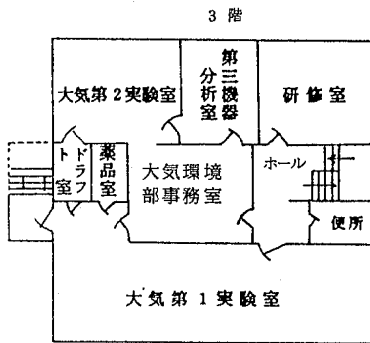 3 階
大気第2実験室
第三機器
分析室
研修室
ドラフ
ト室
薬品室
大気環境
部事務室
ホール
便所
大気第1実験室